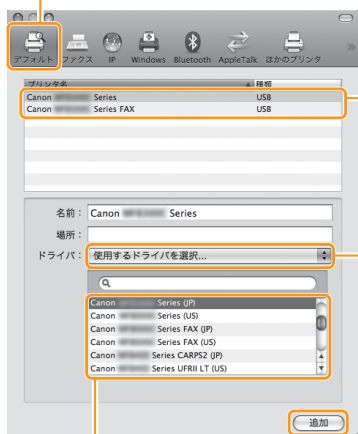 デフォルト ファクス IP Windows Bluetooth AppleTalk ほかのプリンタ
プリンタ名 種類
Canon Series USB
Canon Series FAX USB
名前： Canon Series
場所：
ドライバ： 使用するドライバを選択...
Canon Series (JP)
Canon Series (US)
Canon Series FAX (JP)
Canon Series FAX (US)
Canon Series CARPS2 (JP)
Canon Series UFRII LT (US)
追加